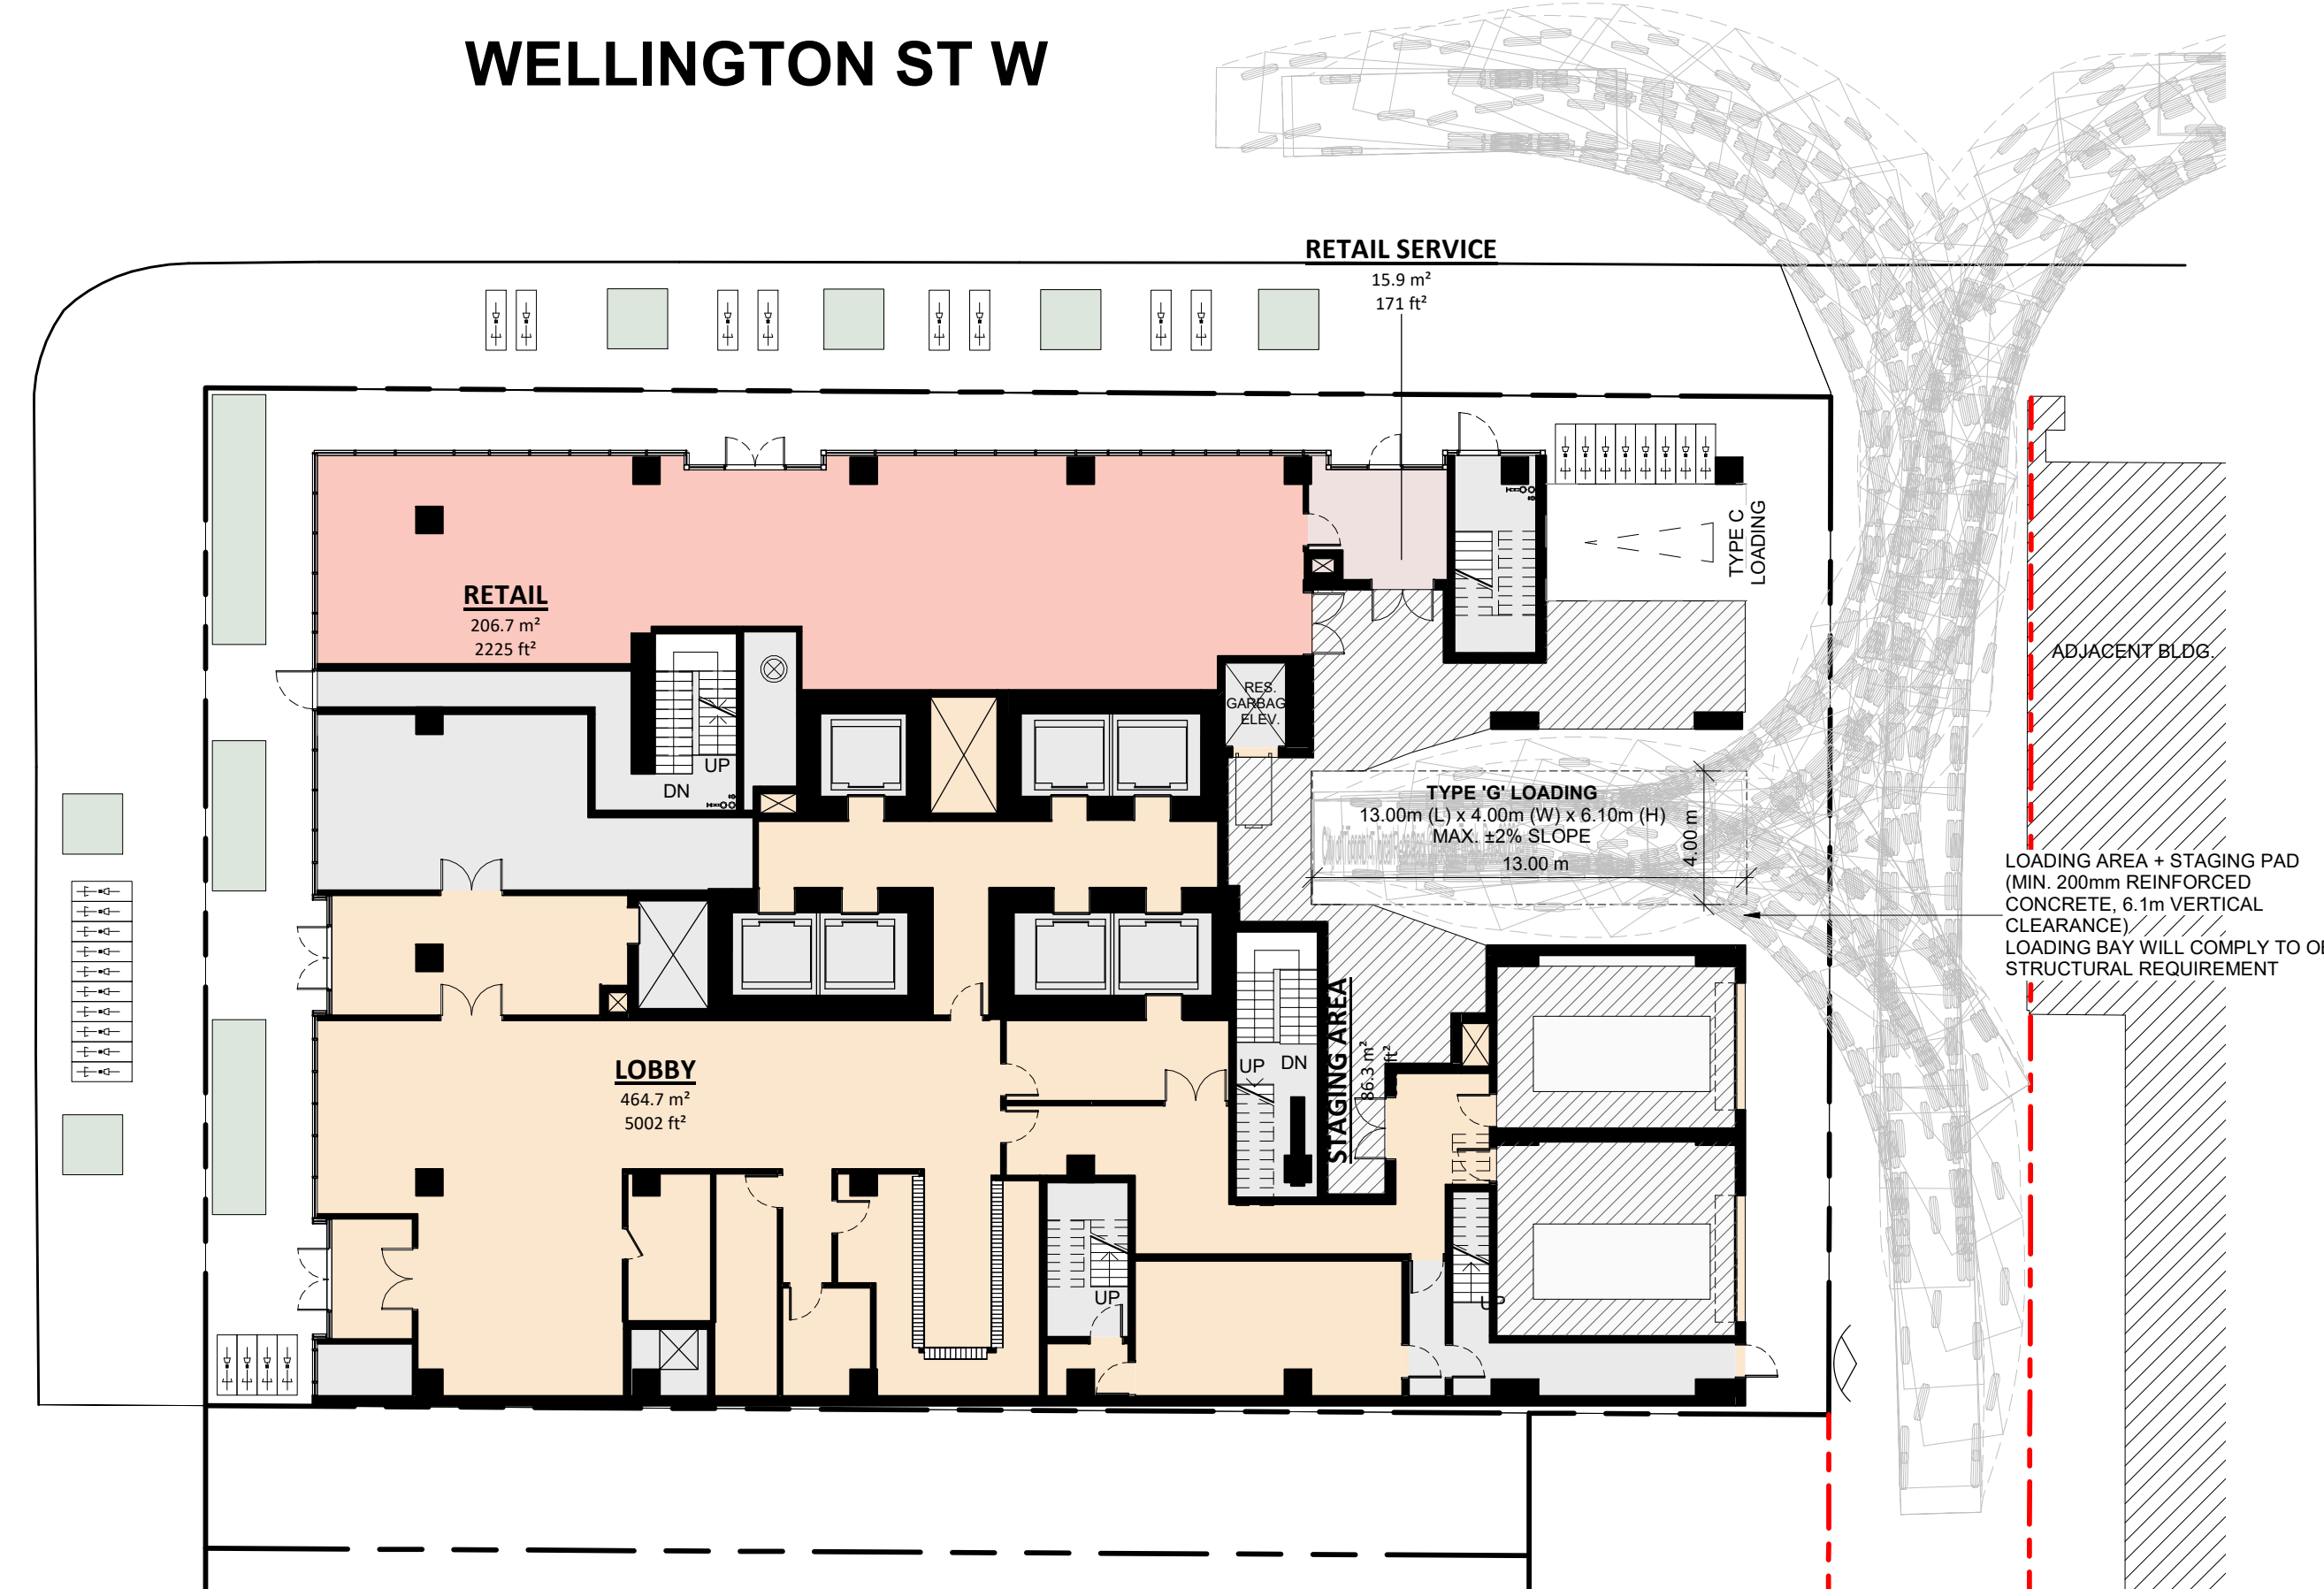 WELLINGTON ST W
RETAIL SERVICE
15.9 m²
171 ft²
TYPE C
LOADING
RETAIL
206.7 m²
2225 ft²
ADJACENT BLDG.
RES.
GARBAG
ELEV.
UP
DN
TYPE 'G' LOADING
13.00m (L) x 4.00m (W) x 6.10m (H)
MAX. ±2% SLOPE
13.00 m
4.00 m
LOADING AREA + STAGING PAD
(MIN. 200mm REINFORCED
CONCRETE, 6.1m VERTICAL
CLEARANCE)
LOADING BAY WILL COMPLY TO
STRUCTURAL REQUIREMENT
STAGING AREA
86.3 m²
ft²
UP
DN
LOBBY
464.7 m²
5002 ft²
UP
UP